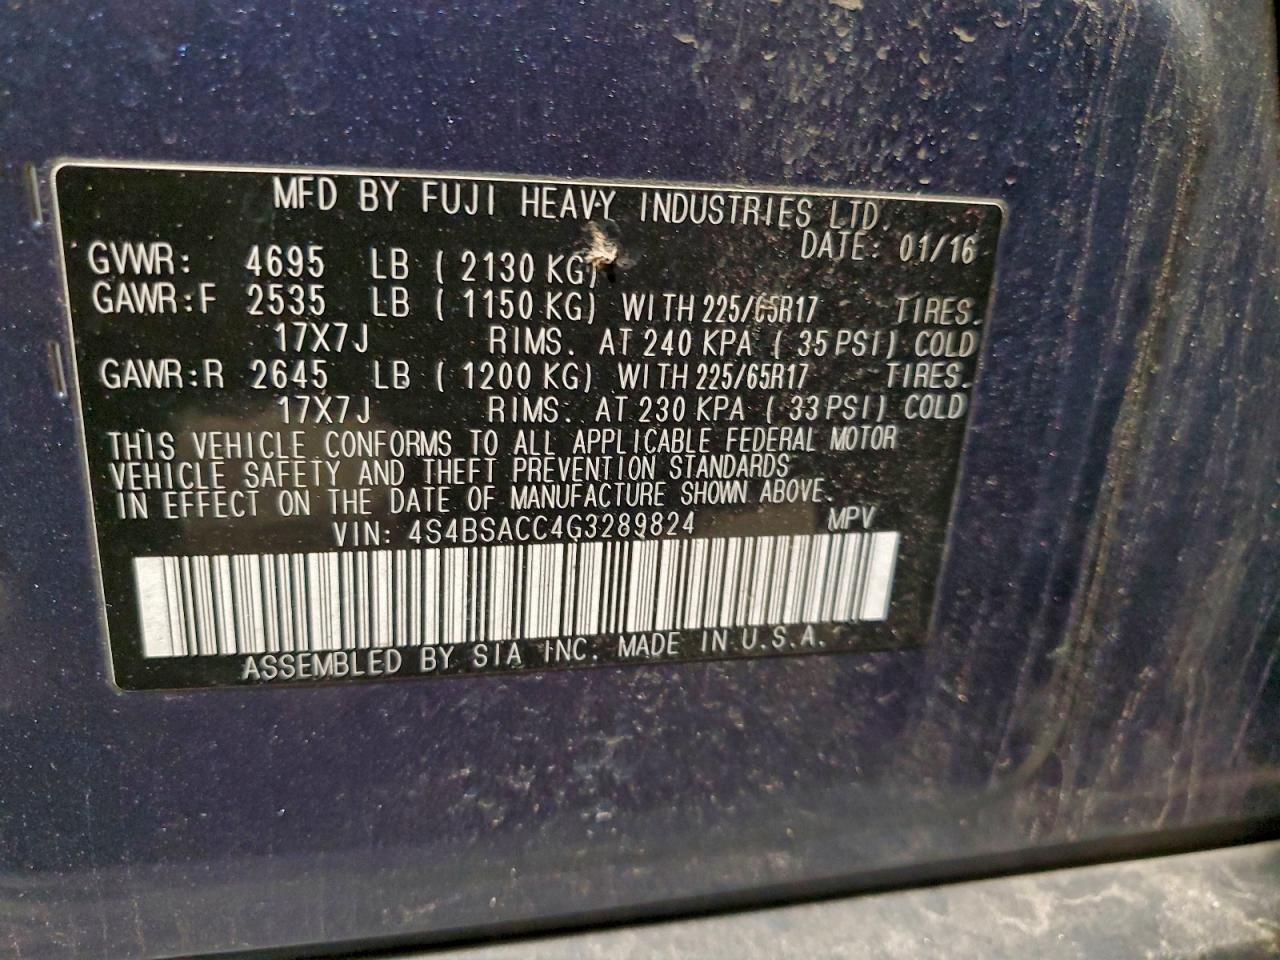 MFD BY FUJI HEAVY INDUSTRIES LTD.
DATE: 01/16
GVWR: 4695 LB ( 2130 KG)
GAWR:F 2535 LB ( 1150 KG) WITH 225/65R17 TIRES.
17X7J RIMS. AT 240 KPA ( 35 PSI) COLD
GAWR:R 2645 LB ( 1200 KG) WITH 225/65R17 TIRES.
17X7J RIMS. AT 230 KPA ( 33 PSI) COLD
THIS VEHICLE CONFORMS TO ALL APPLICABLE FEDERAL MOTOR
VEHICLE SAFETY AND THEFT PREVENTION STANDARDS
IN EFFECT ON THE DATE OF MANUFACTURE SHOWN ABOVE.
VIN: 4S4BSACC4G3289824 MPV
ASSEMBLED BY SIA INC. MADE IN U.S.A.